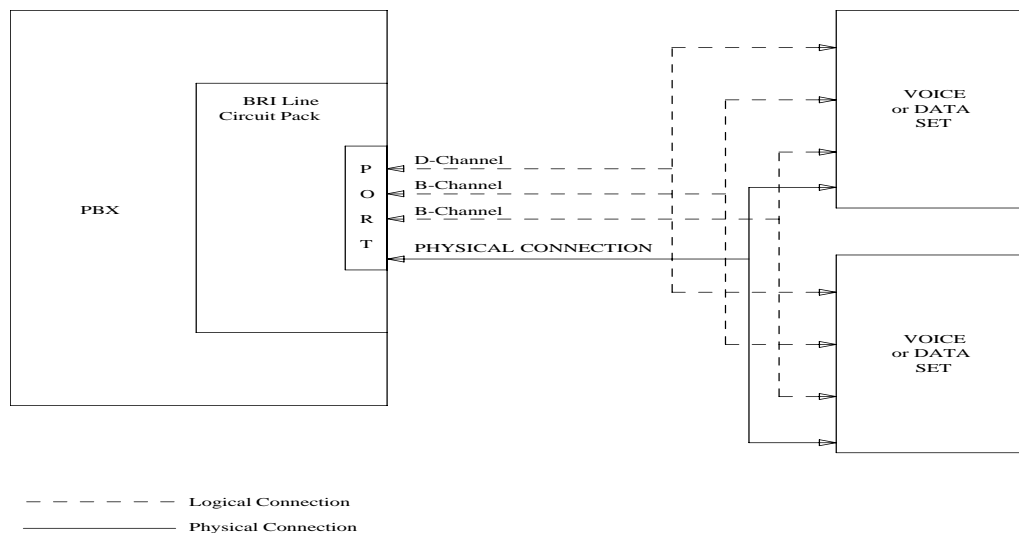 BRI Line
Circuit Pack
PBX
P
O
R
T
D-Channel
B-Channel
B-Channel
PHYSICAL CONNECTION
VOICE
or DATA
SET
VOICE
or DATA
SET
Logical Connection
Physical Connection